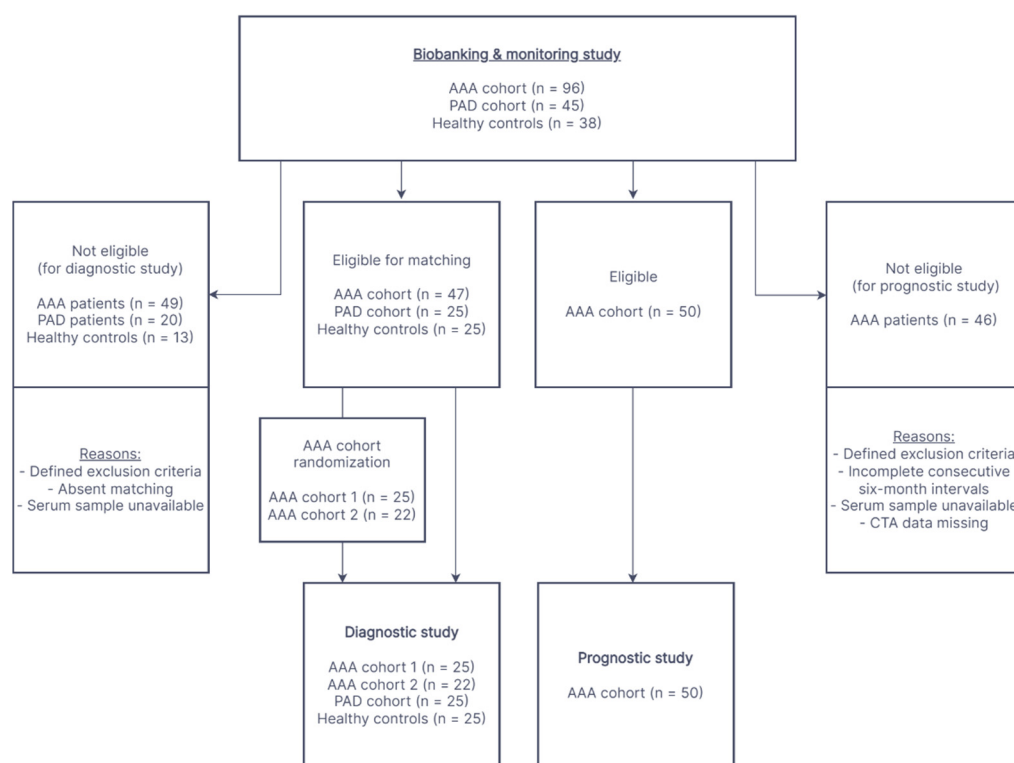 Biobanking & monitoring study
AAA cohort (n = 96)
PAD cohort (n = 45)
Healthy controls (n = 38)
Not eligible
(for diagnostic study)
AAA patients (n = 49)
PAD patients (n = 20)
Healthy controls (n = 13)
Reasons:
- Defined exclusion criteria
- Absent matching
- Serum sample unavailable
Eligible for matching
AAA cohort (n = 47)
PAD cohort (n = 25)
Healthy controls (n = 25)
AAA cohort
randomization
AAA cohort 1 (n = 25)
AAA cohort 2 (n = 22)
Diagnostic study
AAA cohort 1 (n = 25)
AAA cohort 2 (n = 22)
PAD cohort (n = 25)
Healthy controls (n = 25)
Eligible
AAA cohort (n = 50)
Prognostic study
AAA cohort (n = 50)
Not eligible
(for prognostic study)
AAA patients (n = 46)
Reasons:
- Defined exclusion criteria
- Incomplete consecutive
six-month intervals
- Serum sample unavailable
- CTA data missing